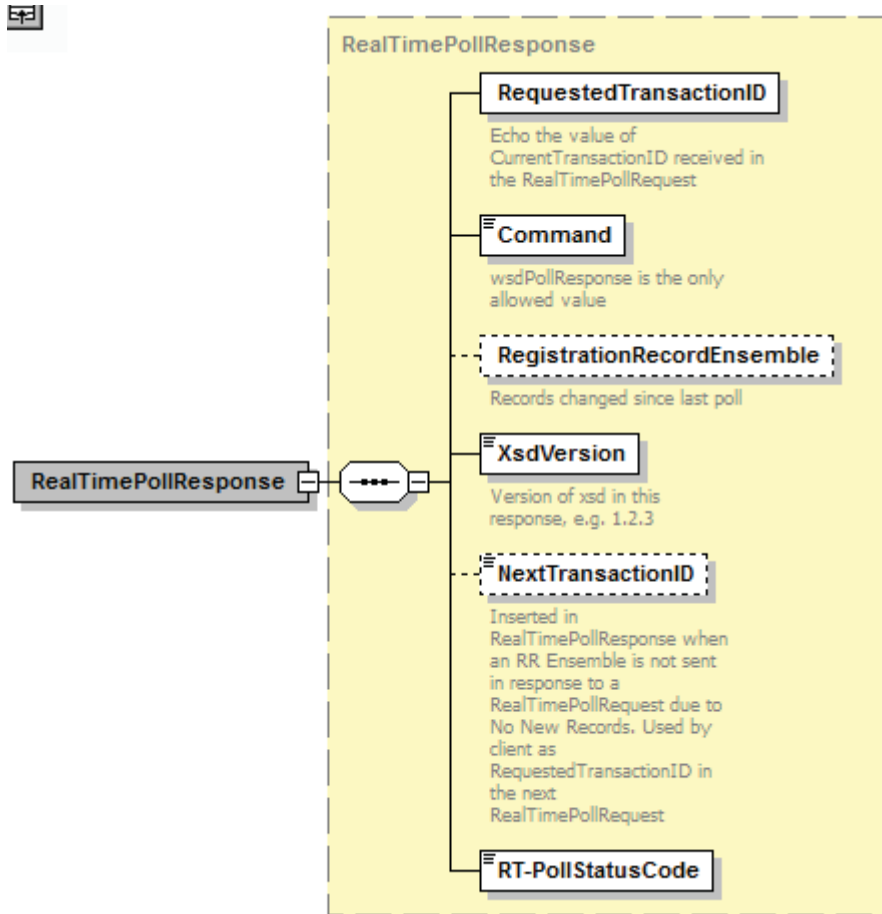 RealTimePollResponse
RequestedTransactionID
Echo the value of
CurrentTransactionID received in
the RealTimePollRequest
Command
wsdPollResponse is the only
allowed value
RegistrationRecordEnsemble
Records changed since last poll
RealTimePollResponse
XsdVersion
Version of xsd in this
response, e.g. 1.2.3
NextTransactionID
Inserted in
RealTimePollResponse when
an RR Ensemble is not sent
in response to a
RealTimePollRequest due to
No New Records. Used by
client as
RequestedTransactionID in
the next
RealTimePollRequest
RT-PollStatusCode